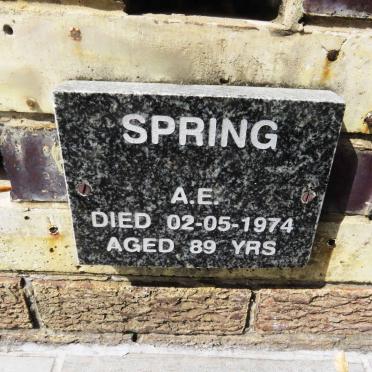 SPRING
A.E.
DIED 02-05-1974
AGED 89 YRS